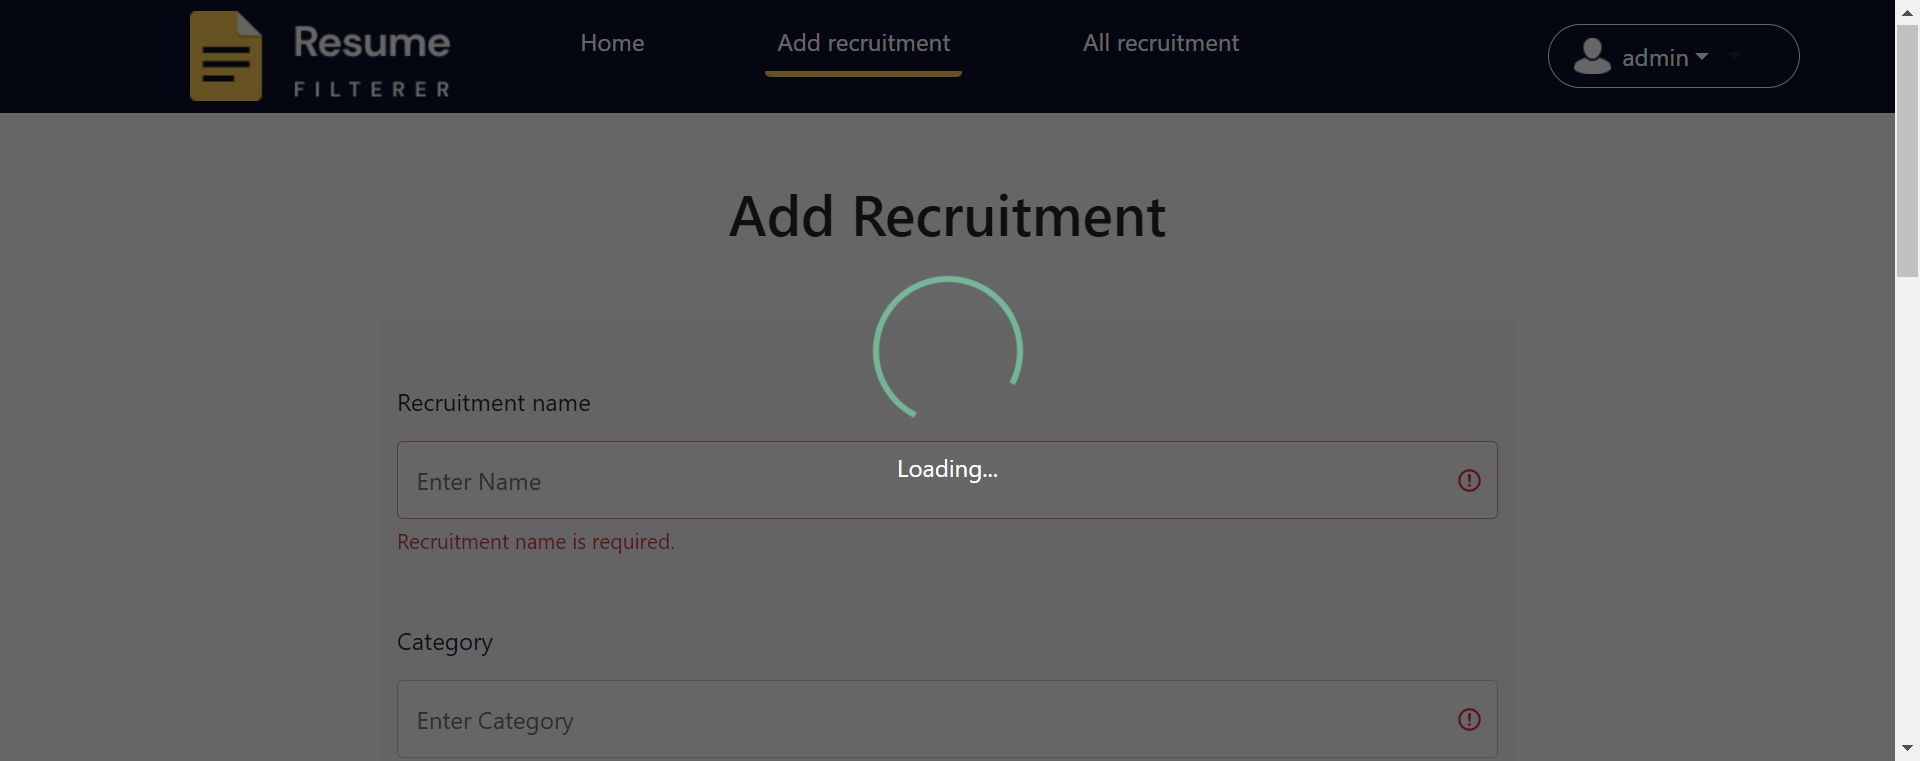 Resume
FILTERER
Home
Add recruitment
All recruitment
admin
Add Recruitment
Recruitment name
Enter Name
Loading...
Recruitment name is required.
Category
Enter Category